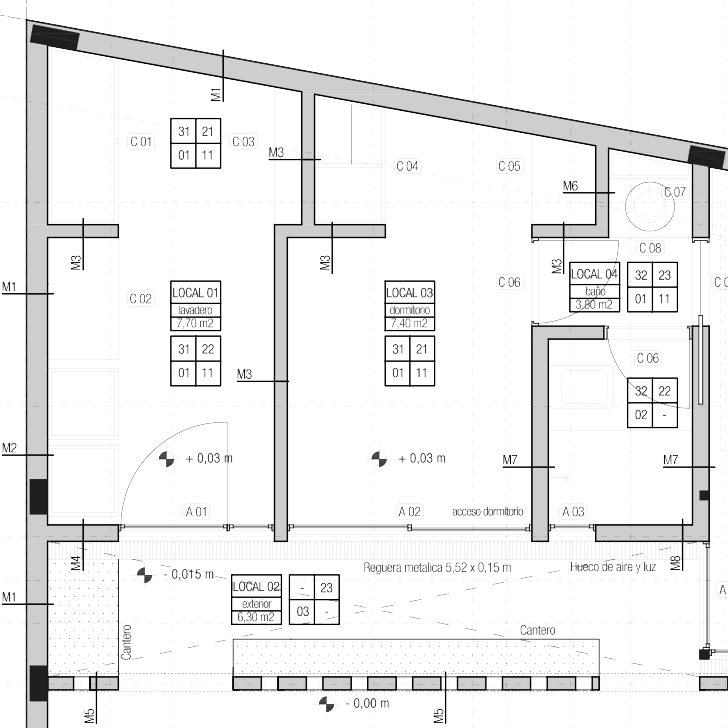 M1
31 21
C 01
C 03
01 11
M3
C 04
C 05
M6
C 07
C 08
M3
M3
M3
LOCAL 04
32 23
baño
01 11
3,80 m2
C 06
M1
C 02
LOCAL 01
lavadero
7,70 m2
LOCAL 03
dormitorio
7,40 m2
31 22
01 11
31 21
01 11
M3
C 06
32 22
02 -
M2
+ 0,03 m
+ 0,03 m
M7
M7
A 01
A 02
acceso dormitorio
A 03
M4
- 0,015 m
Reguera metalica 5,52 x 0,15 m
Hueco de aire y luz
M8
M1
LOCAL 02
- 23
exterior
03 -
6,30 m2
A
Cantero
Cantero
M5
- 0,00 m
M5